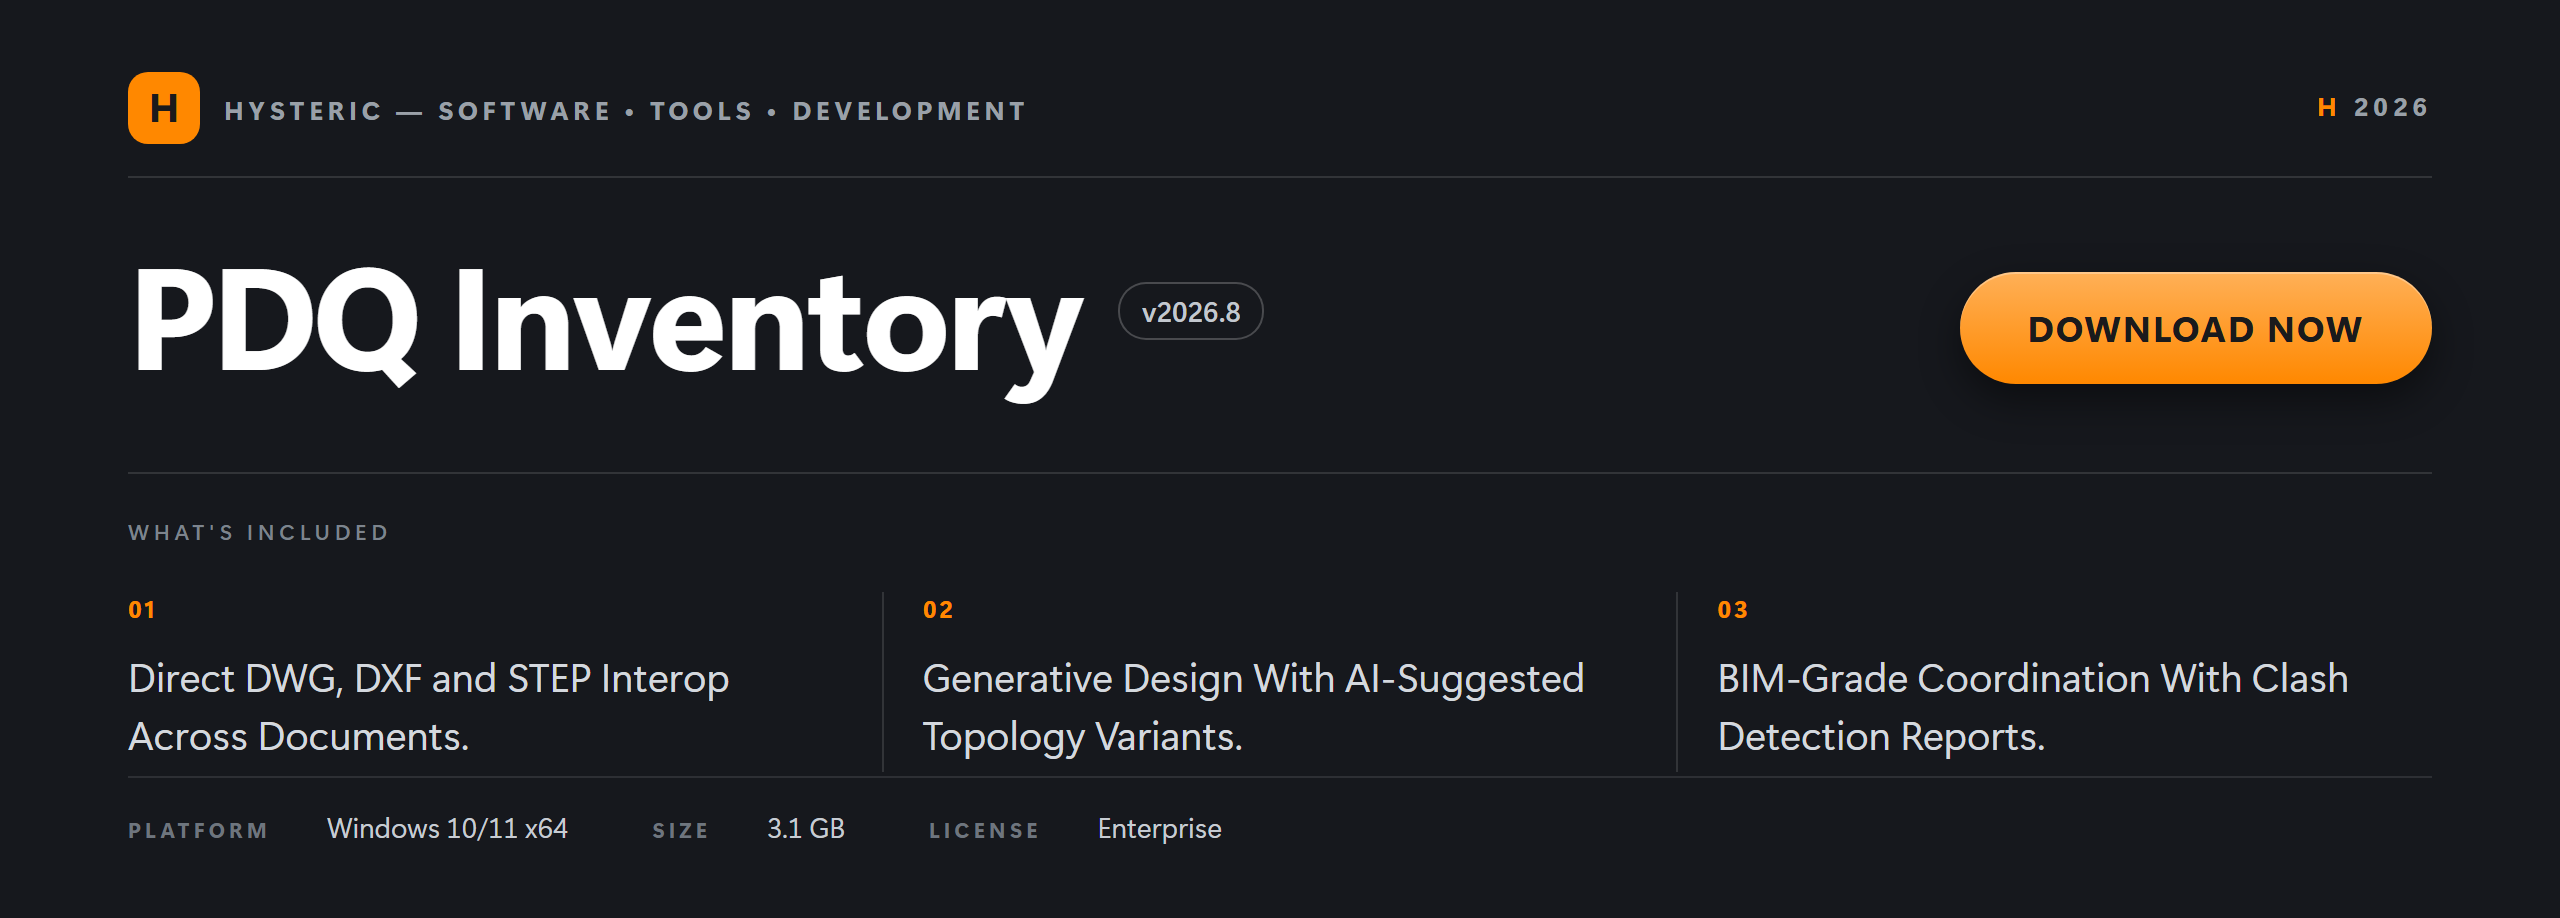 H HYSTERIC — SOFTWARE • TOOLS • DEVELOPMENT
H 2026
PDQ Inventory
v2026.8
DOWNLOAD NOW
WHAT'S INCLUDED
01
Direct DWG, DXF and STEP Interop
Across Documents.
02
Generative Design With AI-Suggested
Topology Variants.
03
BIM-Grade Coordination With Clash
Detection Reports.
PLATFORM Windows 10/11 x64 SIZE 3.1 GB LICENSE Enterprise